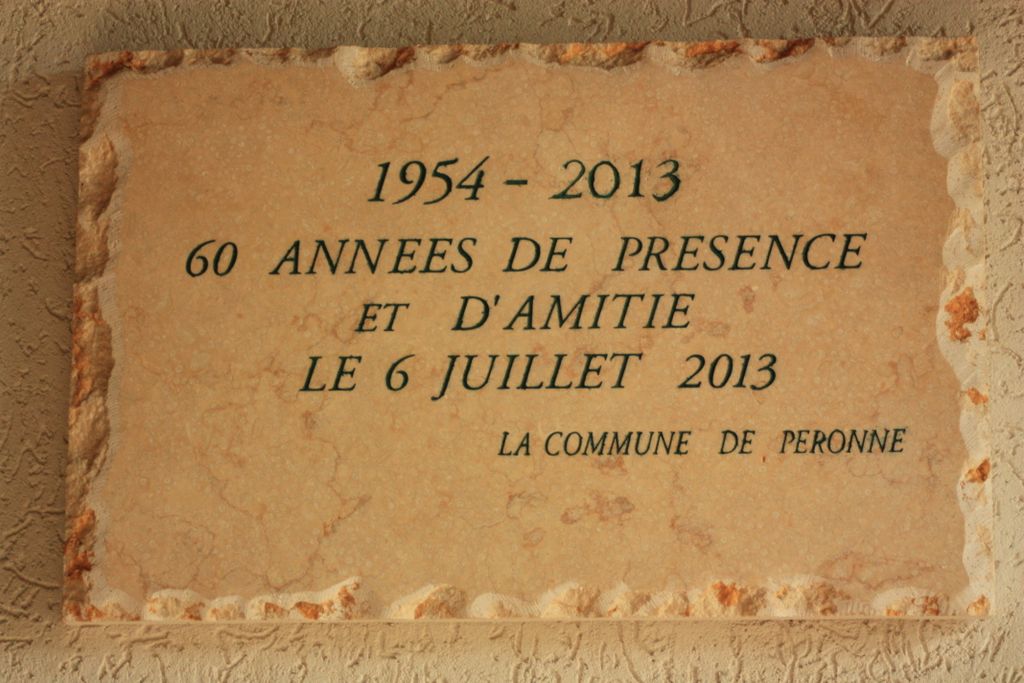 1954 - 2013
60 ANNEES DE PRESENCE
ET D'AMITIE
LE 6 JUILLET 2013
LA COMMUNE DE PERONNE